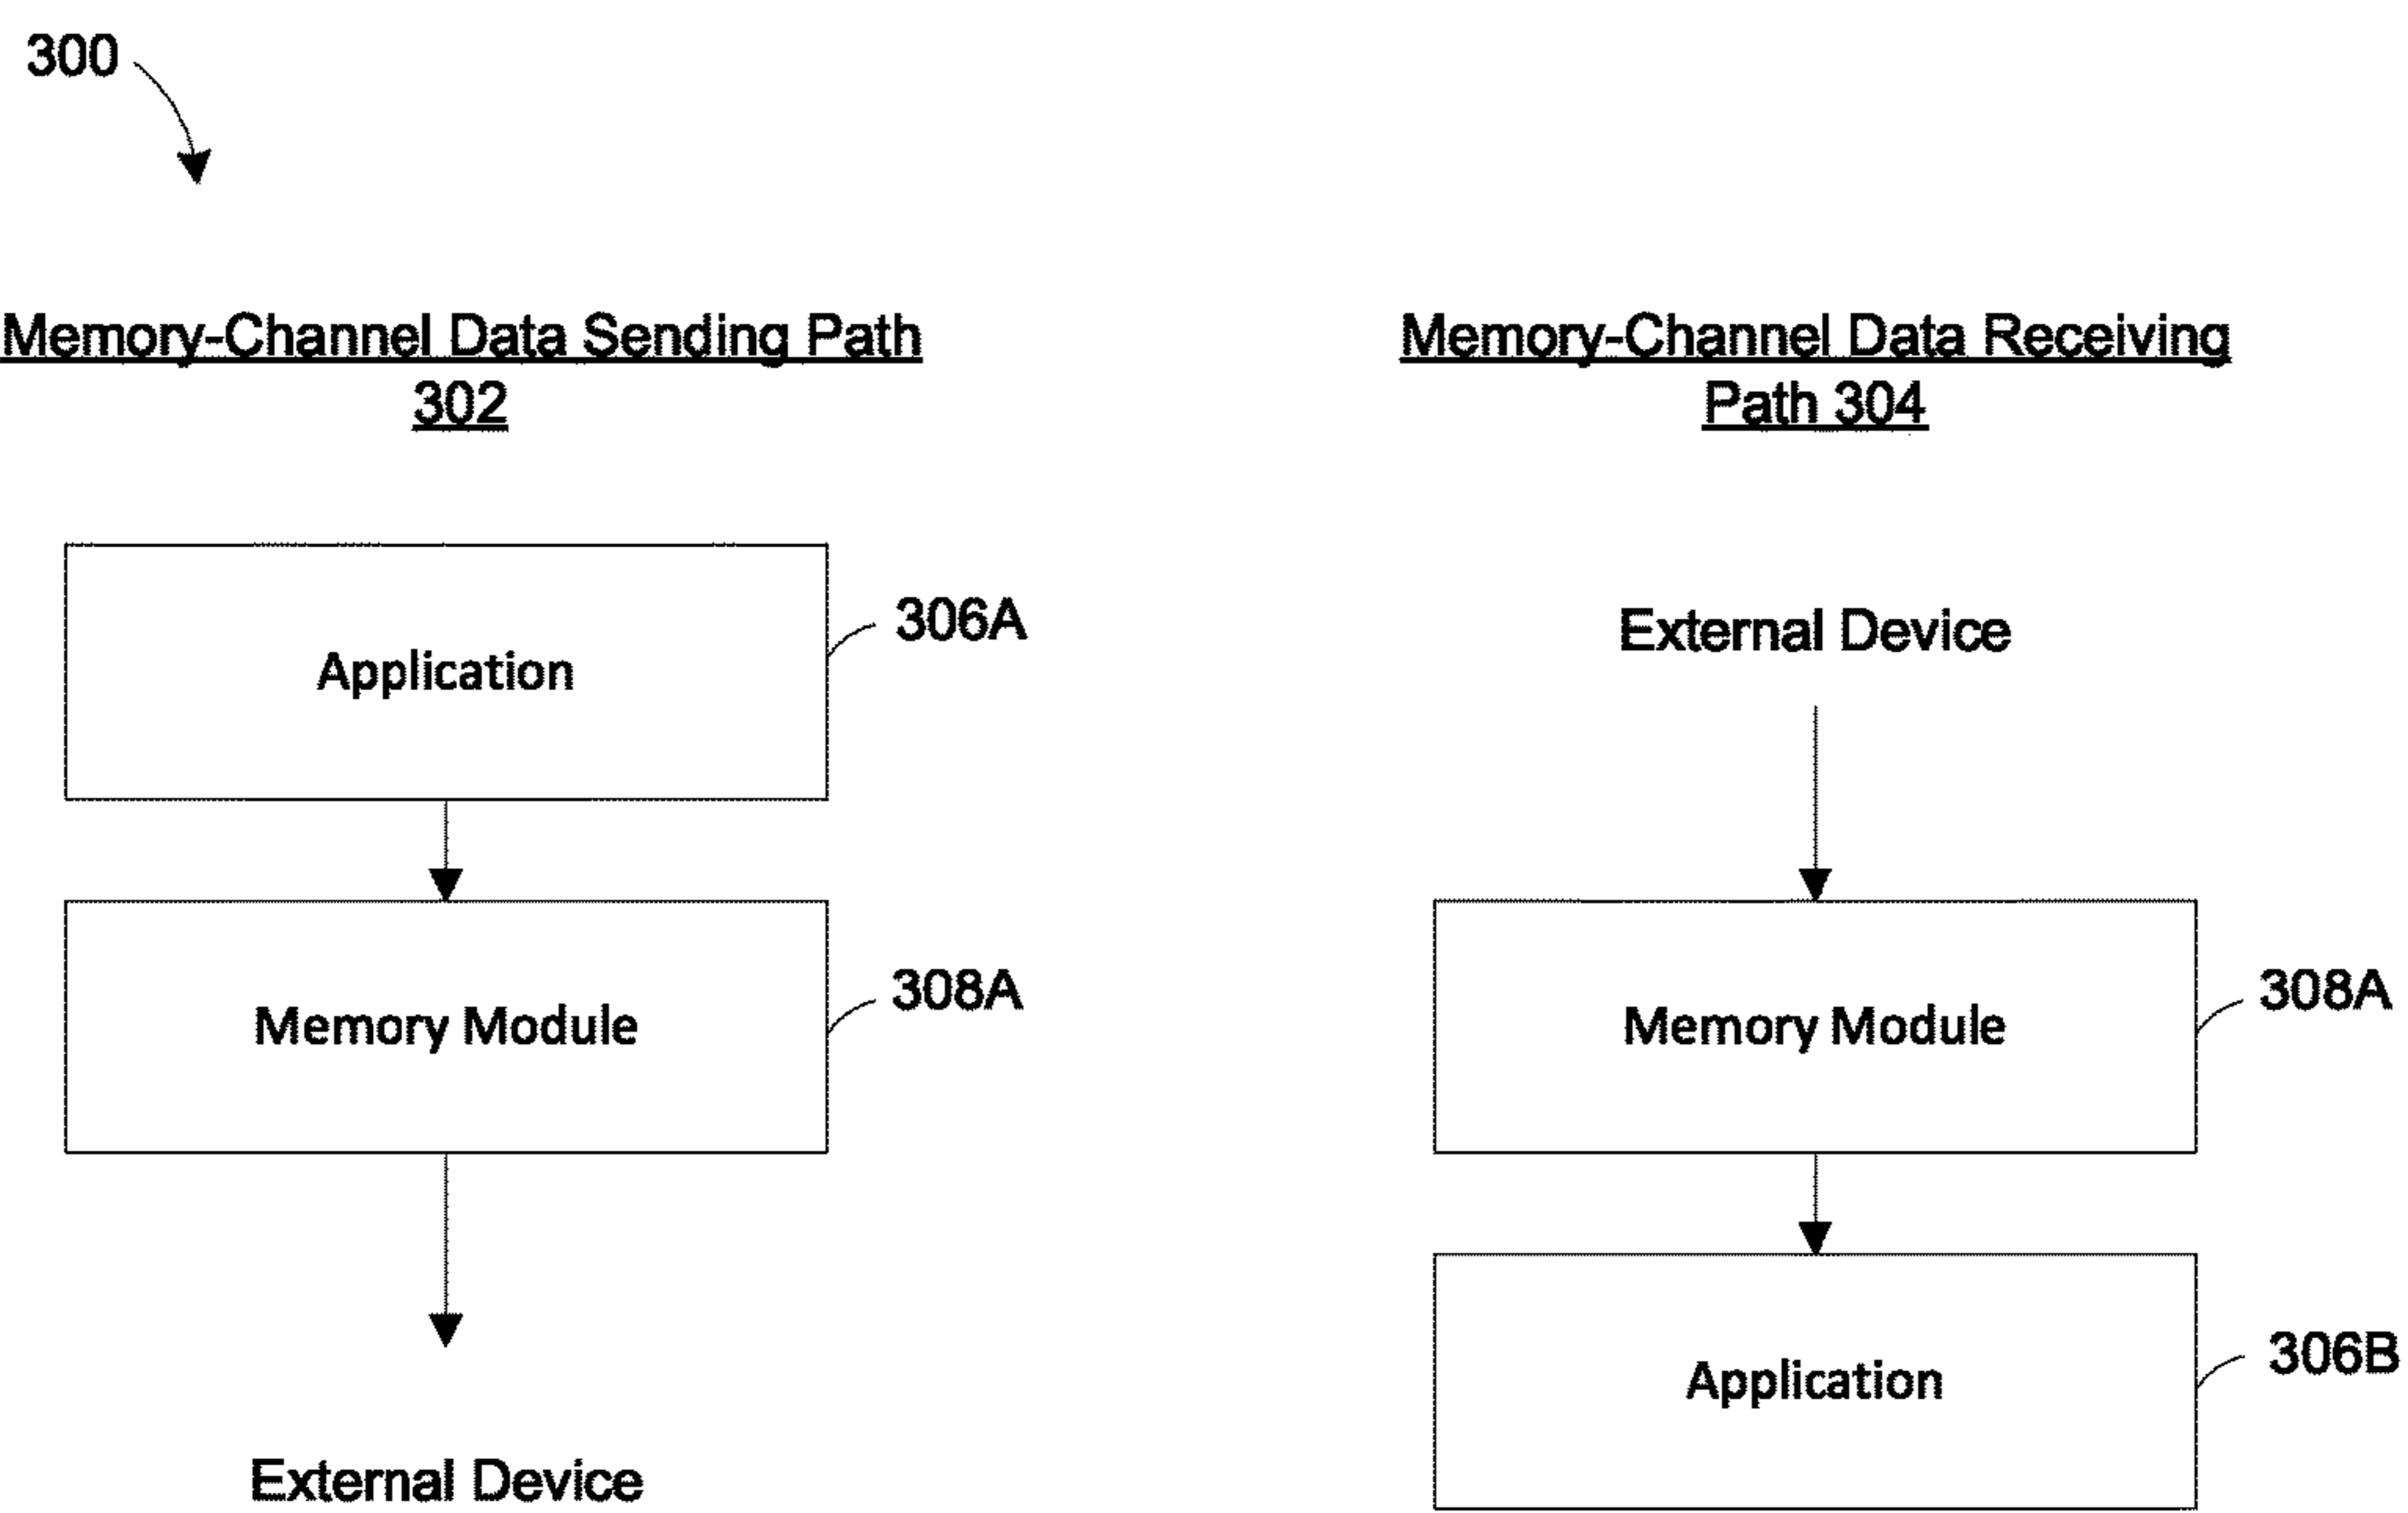 300
Memory-Channel Data Sending Path
302
Application
306A
Memory Module
308A
External Device
Memory-Channel Data Receiving
Path 304
External Device
Memory Module
308A
Application
306B